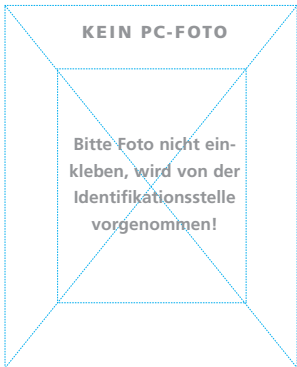 KEIN PC-FOTO
Bitte Foto nicht ein-
kleben, wird von der
Identifikationsstelle
vorgenommen!